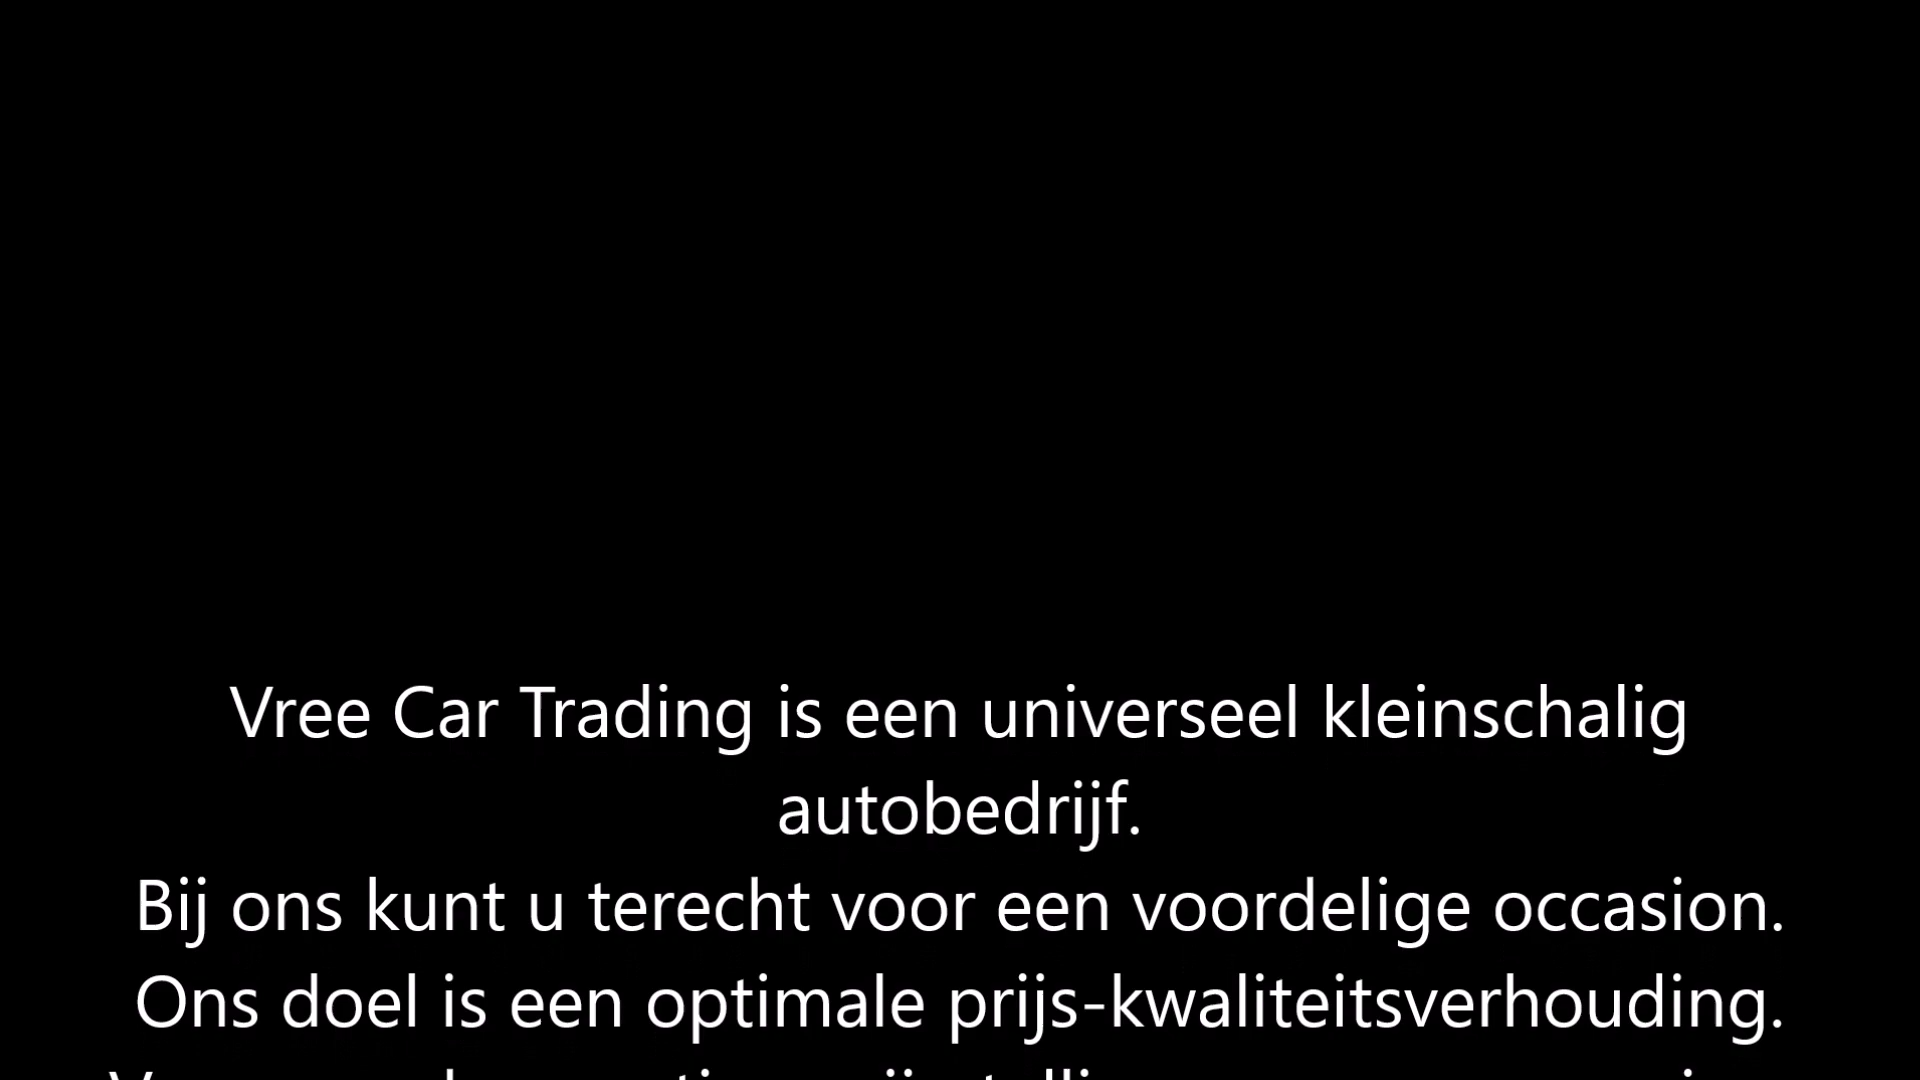 Vree Car Trading is een universeel kleinschalig
autobedrijf.
Bij ons kunt u terecht voor een voordelige occasion.
Ons doel is een optimale prijs-kwaliteitsverhouding.